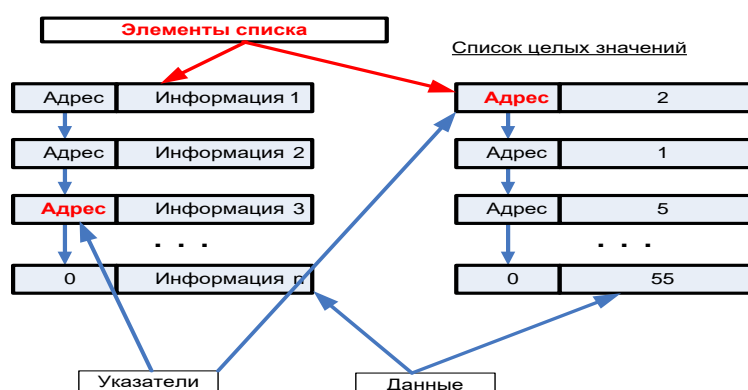 Элементы списка
Список целых значений
Адрес Информация 1
Адрес 2
Адрес Информация 2
Адрес 1
Адрес Информация 3
Адрес 5
. . .
. . .
0 Информация n
0 55
Указатели
Данные